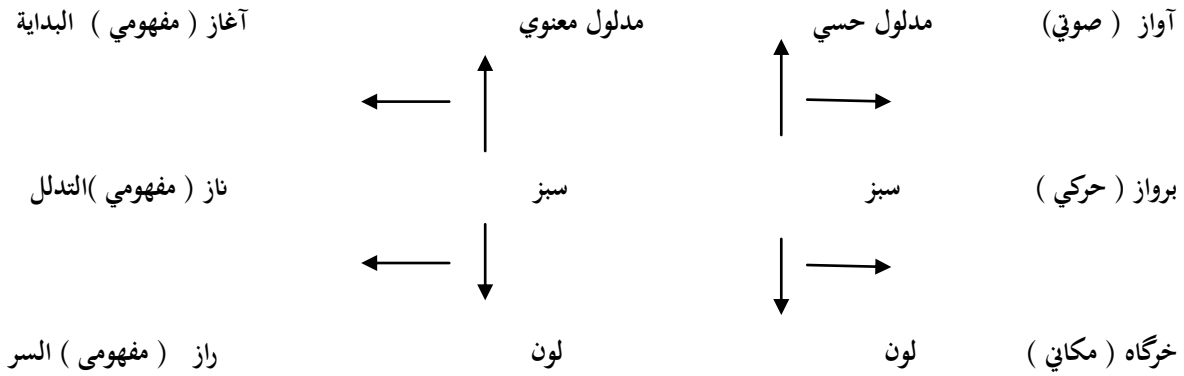 آواز ( صوتي) مدلول حسي مدلول معنوي آغاز ( مفهومي ) البداية
برواز ( حركي ) سبز سبز ناز ( مفهومي )التدلل
خرگاه ( مكاني ) لون لون راز ( مفهومي ) السر